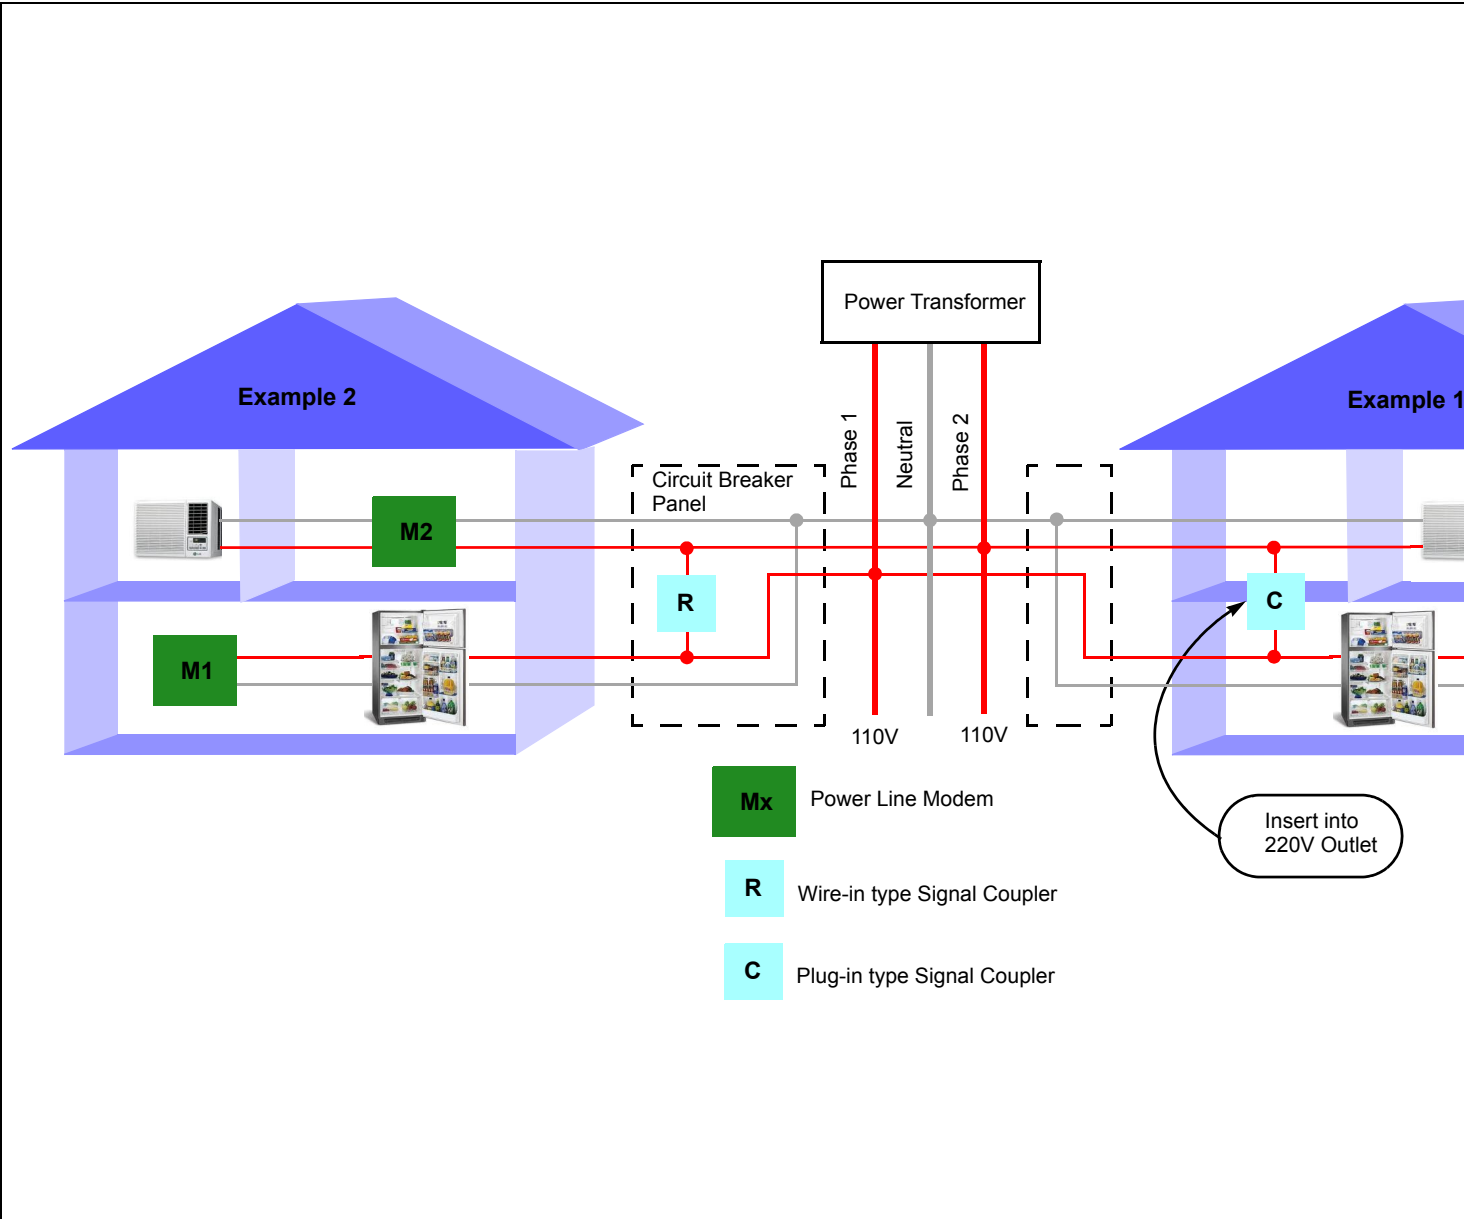 Power Transformer
Example 2
Example 1
Phase 1
Neutral
Phase 2
Circuit Breaker
Panel
M2
R
C
M1
110V
110V
Mx
Power Line Modem
Insert into
220V Outlet
R
Wire-in type Signal Coupler
C
Plug-in type Signal Coupler